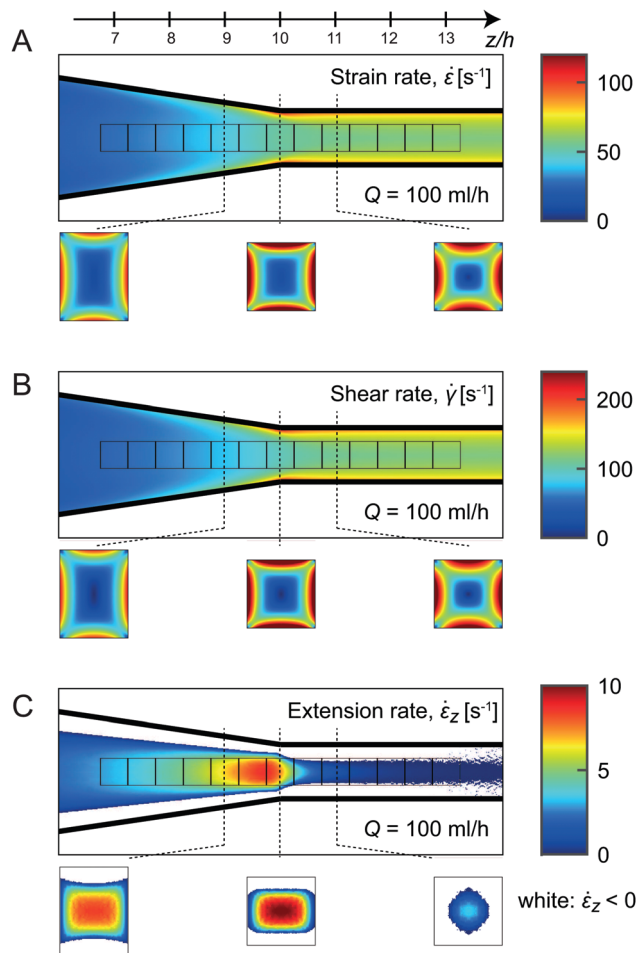 7 8 9 10 11 12 13 z/h
A
Strain rate, ε̇ [s⁻¹]
Q = 100 ml/h
100
50
0
B
Shear rate, γ̇ [s⁻¹]
Q = 100 ml/h
200
100
0
C
Extension rate, ε̇z [s⁻¹]
Q = 100 ml/h
10
5
0
white: ε̇z < 0